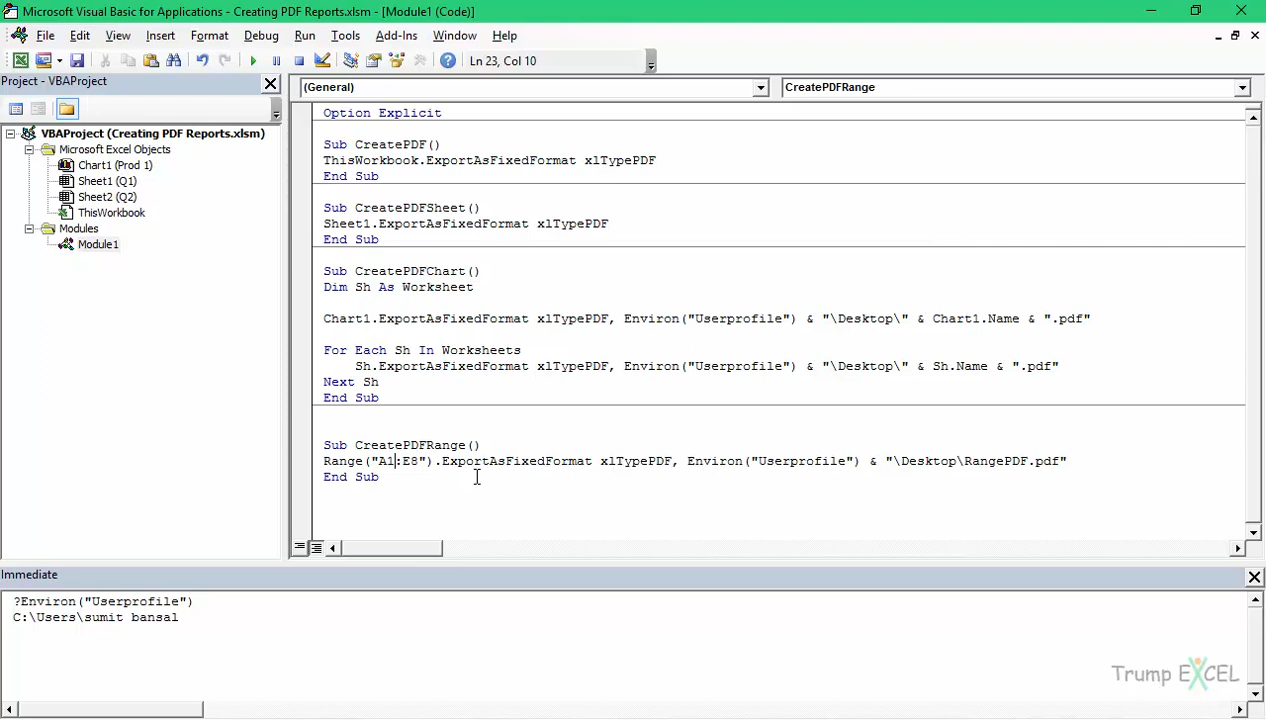 Microsoft Visual Basic for Applications - Creating PDF Reports.xlsm - [Module1 (Code)]
File Edit View Insert Format Debug Run Tools Add-Ins Window Help
Ln 23, Col 10
Project - VBAProject
(General)
CreatePDFRange
VBAProject (Creating PDF Reports.xlsm)
Microsoft Excel Objects
Chart1 (Prod 1)
Sheet1 (Q1)
Sheet2 (Q2)
ThisWorkbook
Modules
Module1
Option Explicit
Sub CreatePDF()
ThisWorkbook.ExportAsFixedFormat xlTypePDF
End Sub
Sub CreatePDFSheet()
Sheet1.ExportAsFixedFormat xlTypePDF
End Sub
Sub CreatePDFChart()
Dim Sh As Worksheet
Chart1.ExportAsFixedFormat xlTypePDF, Environ("Userprofile") & "\Desktop\" & Chart1.Name & ".pdf"
For Each Sh In Worksheets
Sh.ExportAsFixedFormat xlTypePDF, Environ("Userprofile") & "\Desktop\" & Sh.Name & ".pdf"
Next Sh
End Sub
Sub CreatePDFRange()
Range("A1:E8").ExportAsFixedFormat xlTypePDF, Environ("Userprofile") & "\Desktop\RangePDF.pdf"
End Sub
Immediate
?Environ("Userprofile")
C:\Users\sumit bansal
Trump EXCEL